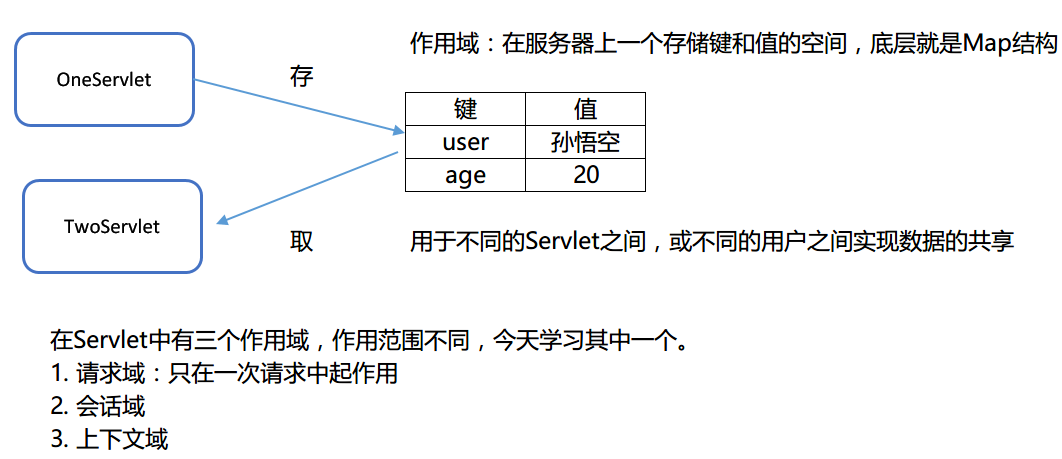 作用域：在服务器上一个存储键和值的空间，底层就是Map结构
OneServlet
存
键 值
user 孙悟空
age 20
TwoServlet
取
用于不同的Servlet之间，或不同的用户之间实现数据的共享
在Servlet中有三个作用域，作用范围不同，今天学习其中一个。
1. 请求域：只在一次请求中起作用
2. 会话域
3. 上下文域